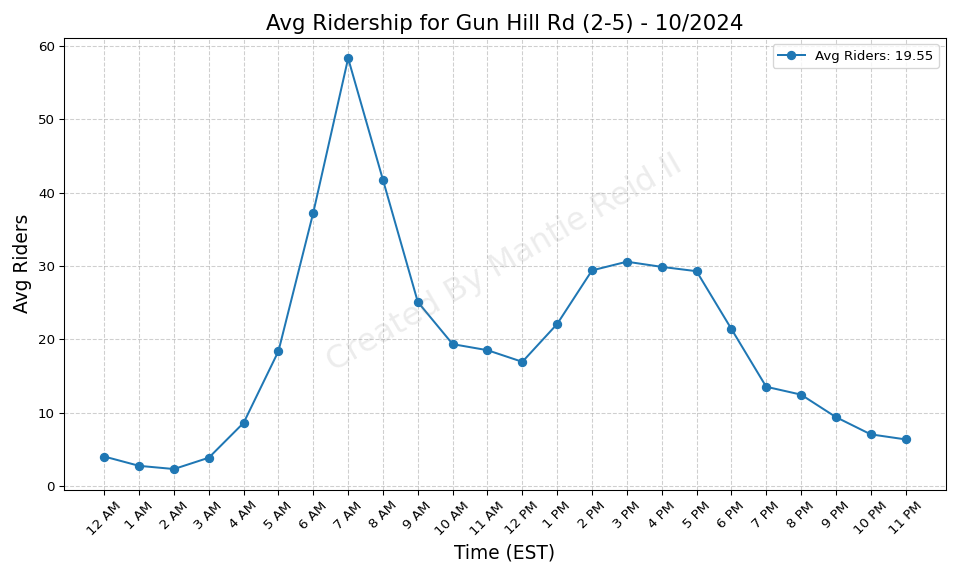 Avg Ridership for Gun Hill Rd (2-5) - 10/2024
Avg Riders: 19.55
60
50
40
30
20
10
0
Avg Riders
Created By Mantie Reid II
12 AM
1 AM
2 AM
3 AM
4 AM
5 AM
6 AM
7 AM
8 AM
9 AM
10 AM
11 AM
12 PM
1 PM
2 PM
3 PM
4 PM
5 PM
6 PM
7 PM
8 PM
9 PM
10 PM
11 PM
Time (EST)